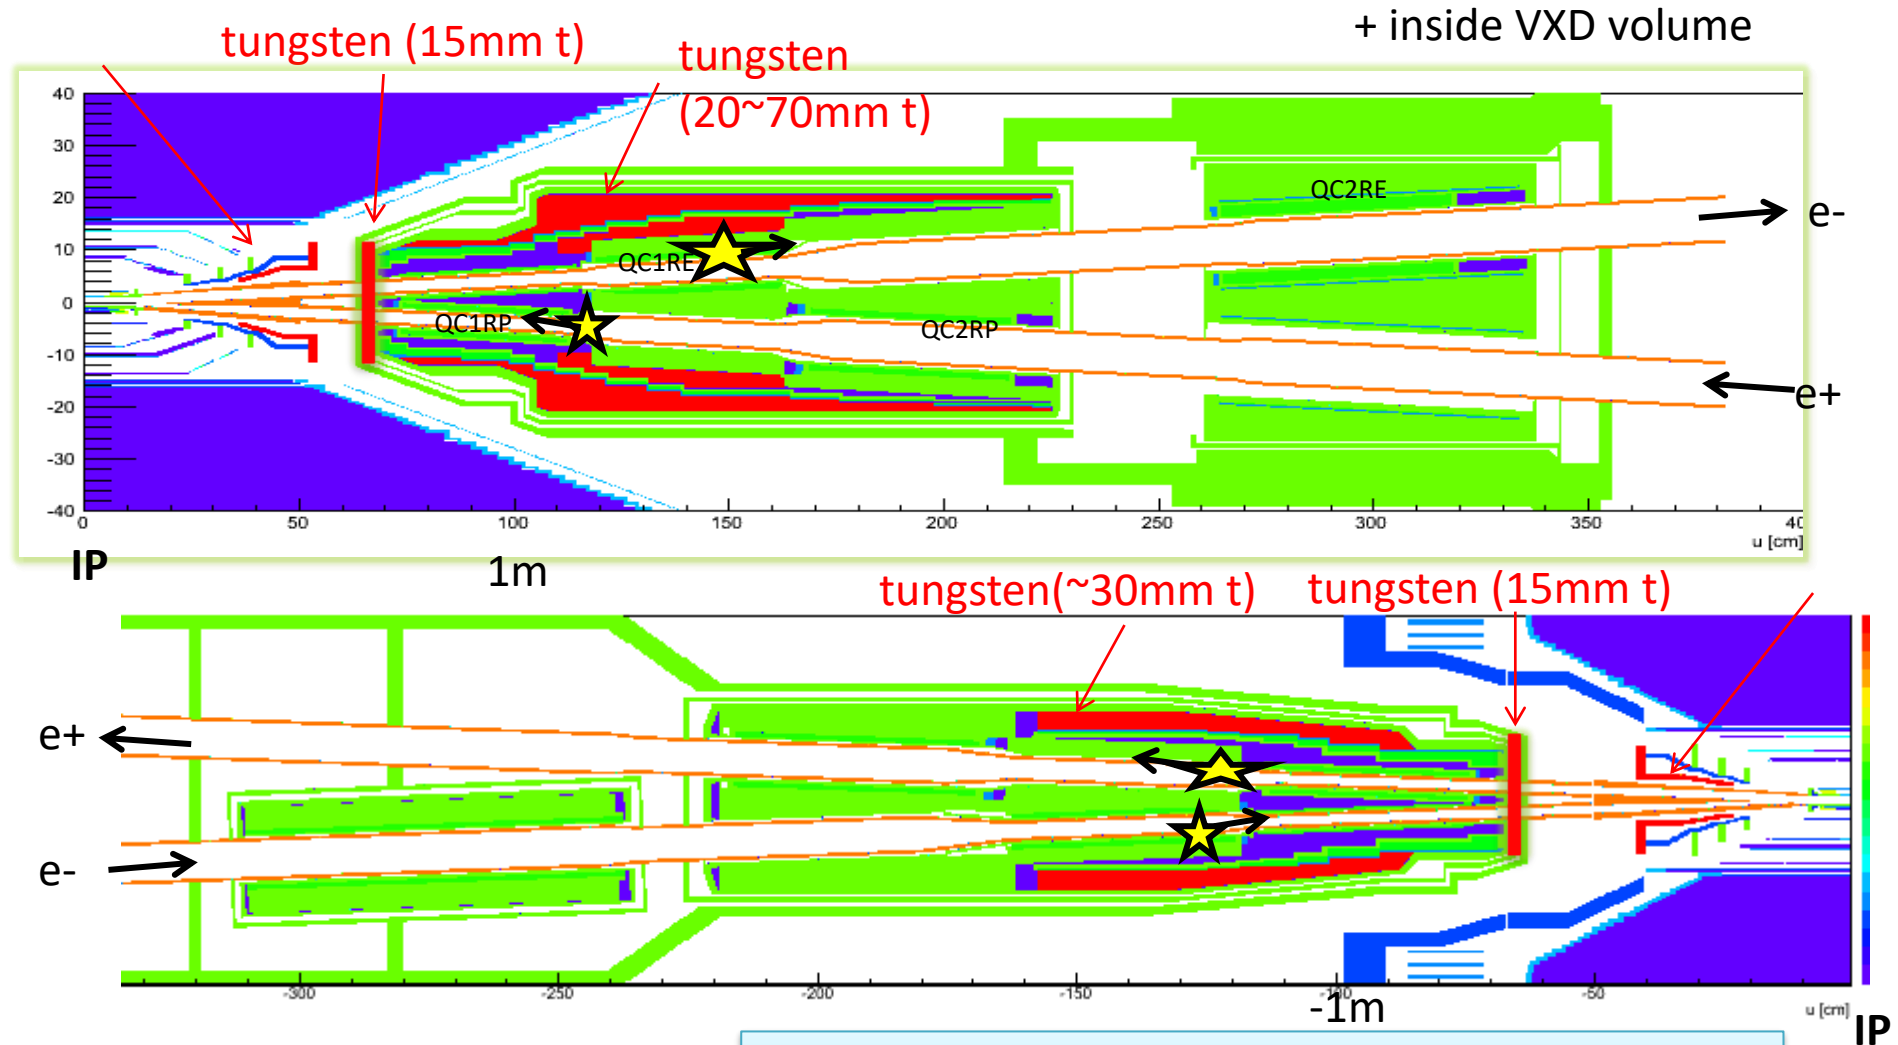 + inside VXD volume
tungsten (15mm t)
tungsten
(20~70mm t)
40
30
20
10
0
-10
-20
-30
-40
QC2RE
QC1RE
QC1RP
QC2RP
e-
e+
0 50 100 150 200 250 300 350 40
u [cm]
IP
1m
tungsten(~30mm t) tungsten (15mm t)
e+
e-
-300 -250 -200 -150 -100 -50
-1m
u [cm]
IP